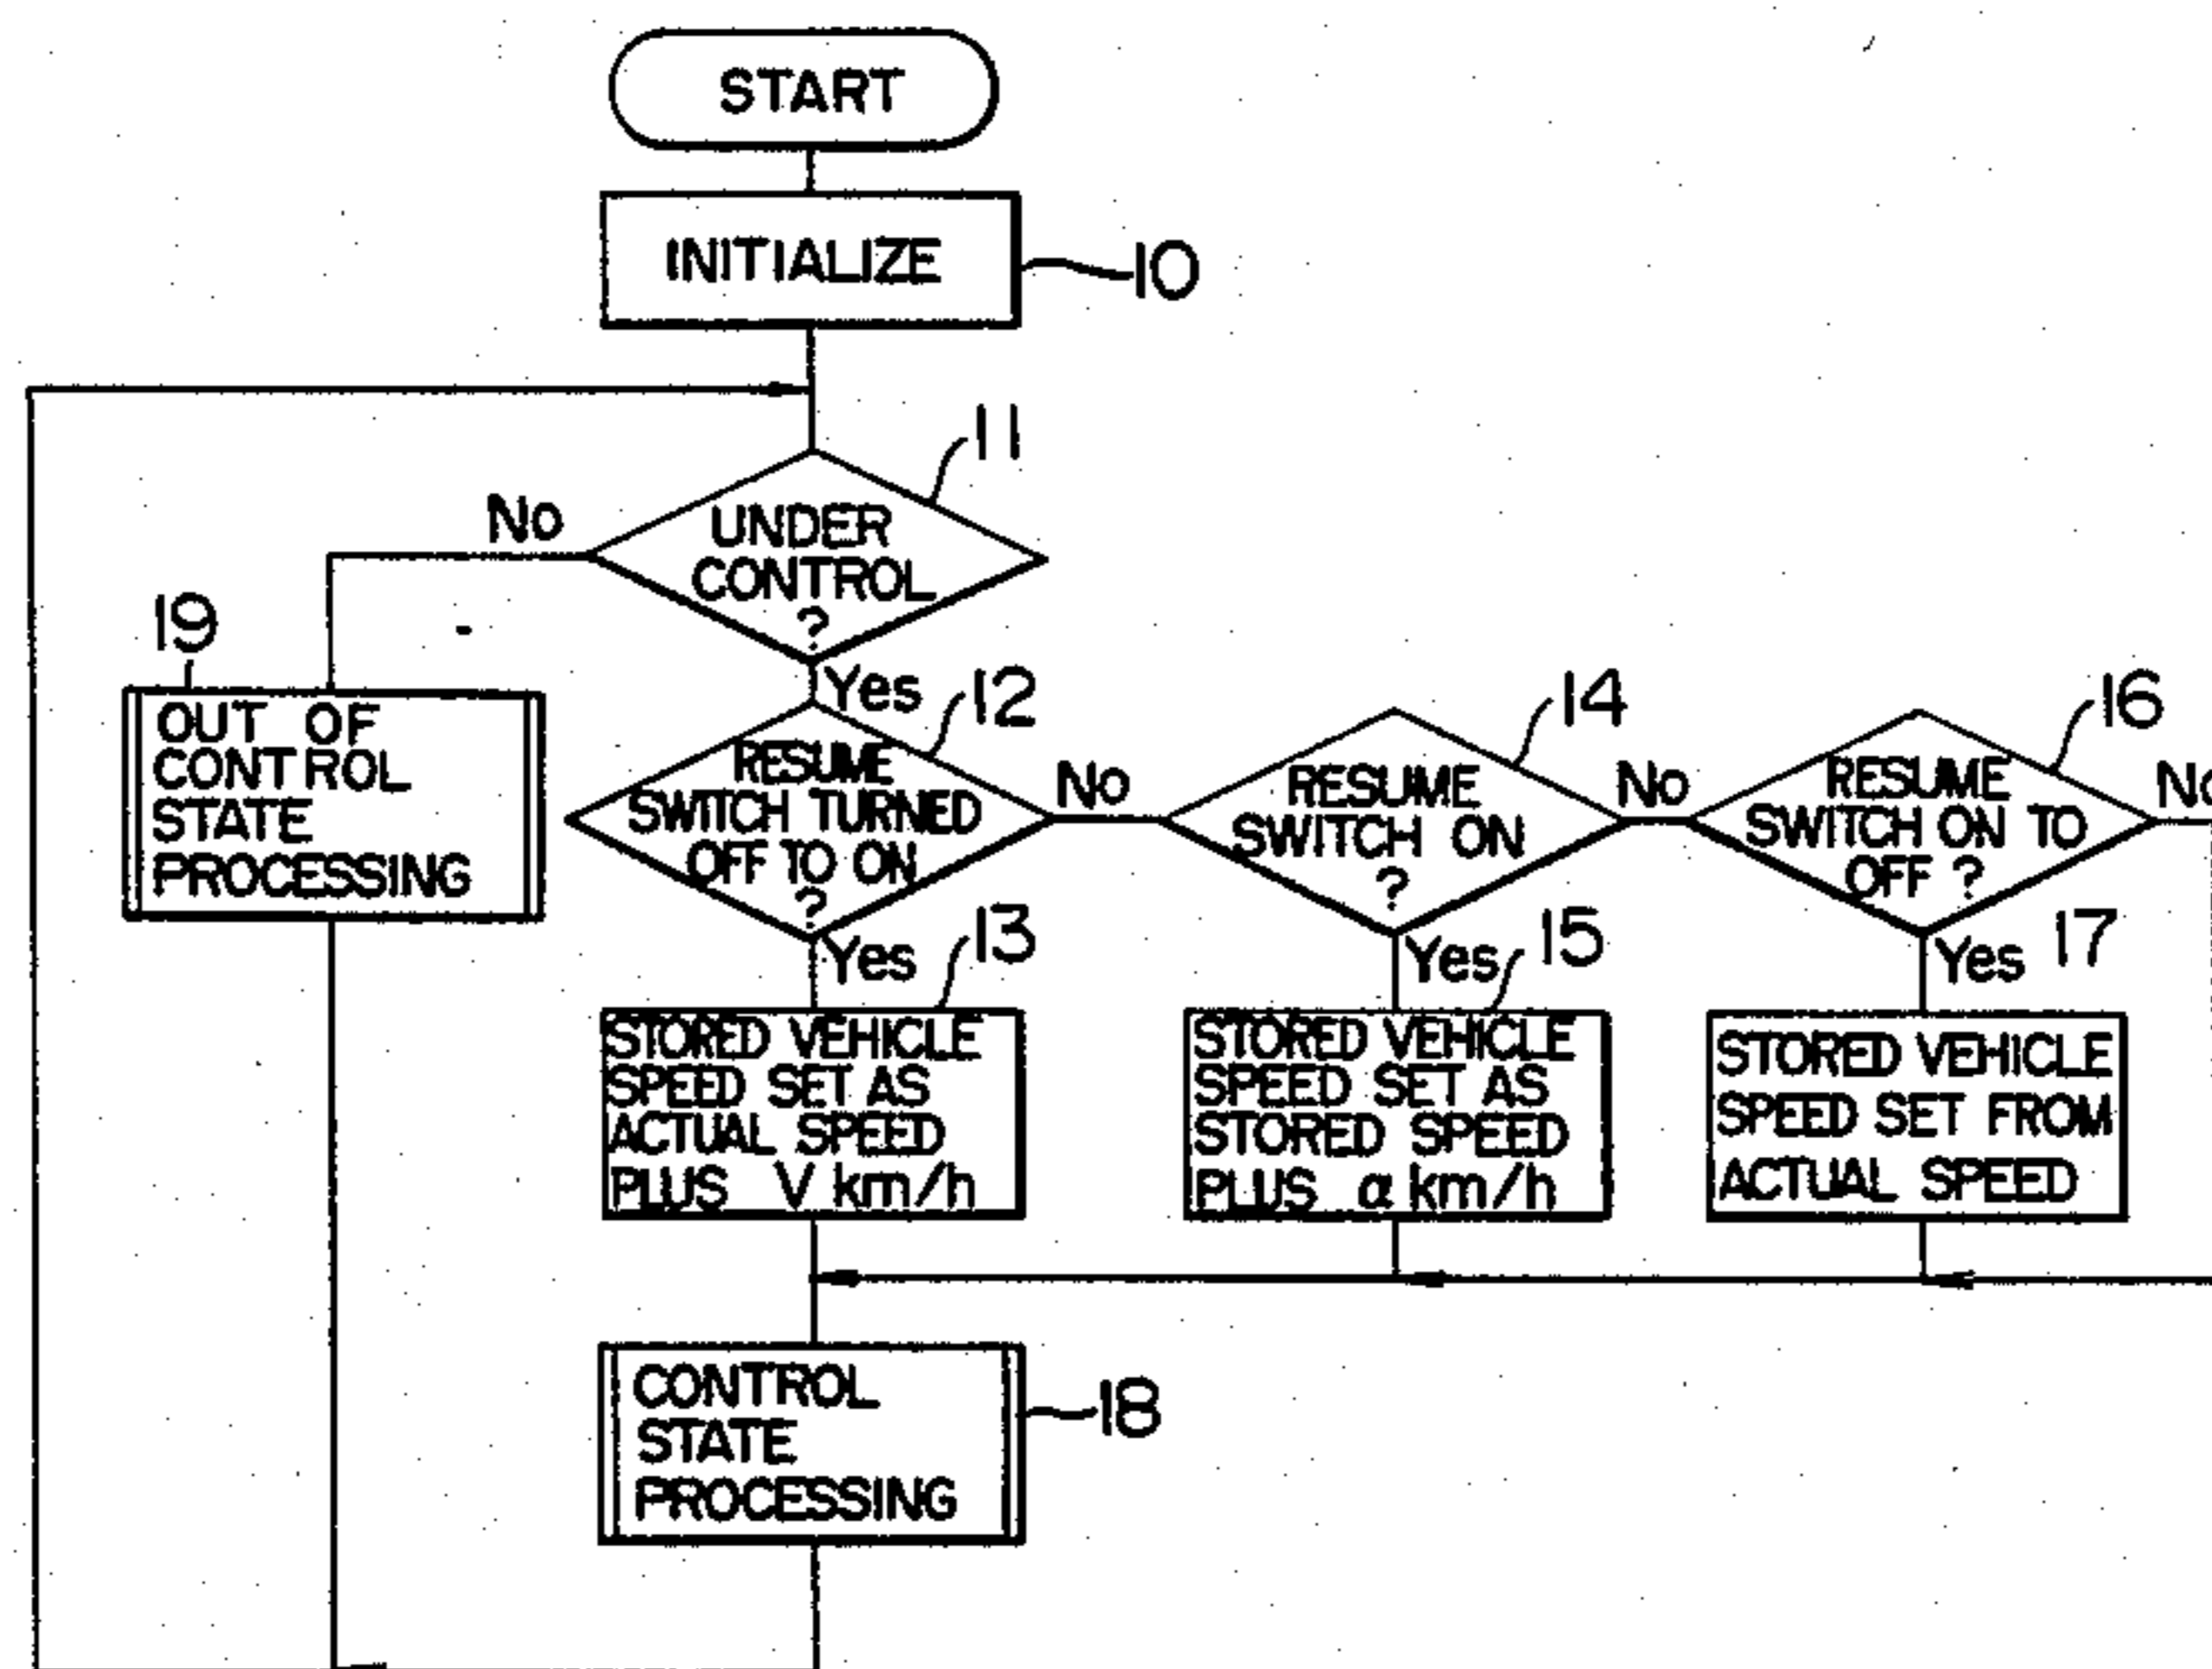 START
INITIALIZE
10
11
No
UNDER
CONTROL
?
Yes
19
OUT OF
CONTROL
STATE
PROCESSING
12
RESUME
SWITCH TURNED
OFF TO ON
?
No
Yes
14
RESUME
SWITCH ON
?
No
Yes
16
RESUME
SWITCH ON TO
OFF ?
No
Yes
13
STORED VEHICLE
SPEED SET AS
ACTUAL SPEED
PLUS V km/h
15
STORED VEHICLE
SPEED SET AS
STORED SPEED
PLUS α km/h
17
STORED VEHICLE
SPEED SET FROM
ACTUAL SPEED
CONTROL
STATE
PROCESSING
18